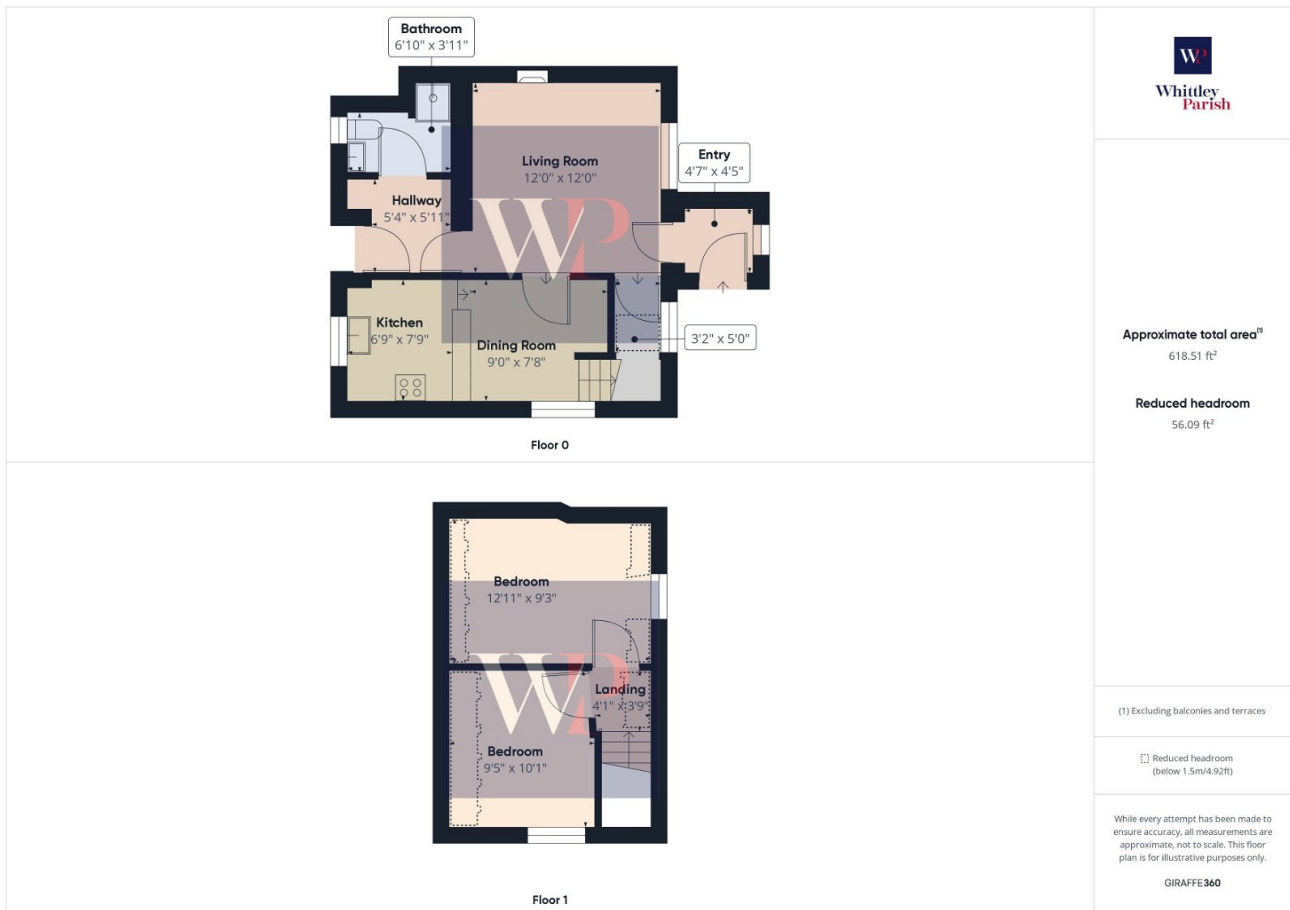 Bathroom
6'10" x 3'11"
Living Room
12'0" x 12'0"
Entry
4'7" x 4'5"
Hallway
5'4" x 5'11"
Kitchen
6'9" x 7'9"
Dining Room
9'0" x 7'8"
3'2" x 5'0"
WP
Floor 0
Bedroom
12'11" x 9'3"
Landing
4'1" x 3'9"
Bedroom
9'5" x 10'1"
WP
Floor 1
WP
Whittley
Parish
Approximate total area(1)
618.51 ft²
Reduced headroom
56.09 ft²
(1) Excluding balconies and terraces
Reduced headroom
(below 1.5m/4.92ft)
While every attempt has been made to
ensure accuracy, all measurements are
approximate, not to scale. This floor
plan is for illustrative purposes only.
GIRAFFE360